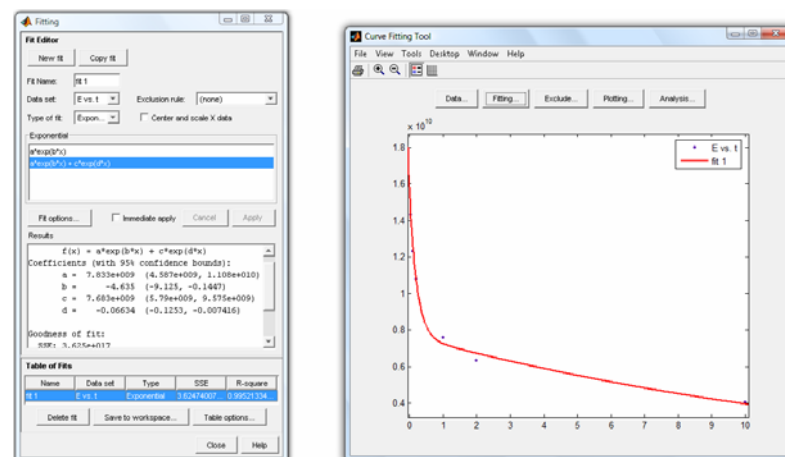 Fitting
Fit Editor
New fit
Copy fit
Fit Name:
fit 1
Data set:
E vs. t
Exclusion rule:
(none)
Type of fit:
Expon...
Center and scale X data
Exponential
a*exp(b*x)
a*exp(b*x) + c*exp(d*x)
Fit options...
Immediate apply
Cancel
Apply
Results
f(x) = a*exp(b*x) + c*exp(d*x)
Coefficients (with 95% confidence bounds):
a = 7.833e+009 (4.587e+009, 1.108e+010)
b = -4.635 (-9.125, -0.1447)
c = 7.683e+009 (5.79e+009, 9.575e+009)
d = -0.06634 (-0.1253, -0.007416)
Goodness of fit:
SSE: 3.625e+017
Table of Fits
Name Data set Type SSE R-square
fit 1 E vs. t Exponential 3.62474007... 0.99521334...
Delete fit
Save to workspace...
Table options...
Close
Help
Curve Fitting Tool
File View Tools Desktop Window Help
Data...
Fitting...
Exclude...
Plotting...
Analysis...
x 10^10
E vs. t
fit 1
1.8
1.6
1.4
1.2
1
0.8
0.6
0.4
0 1 2 3 4 5 6 7 8 9 10